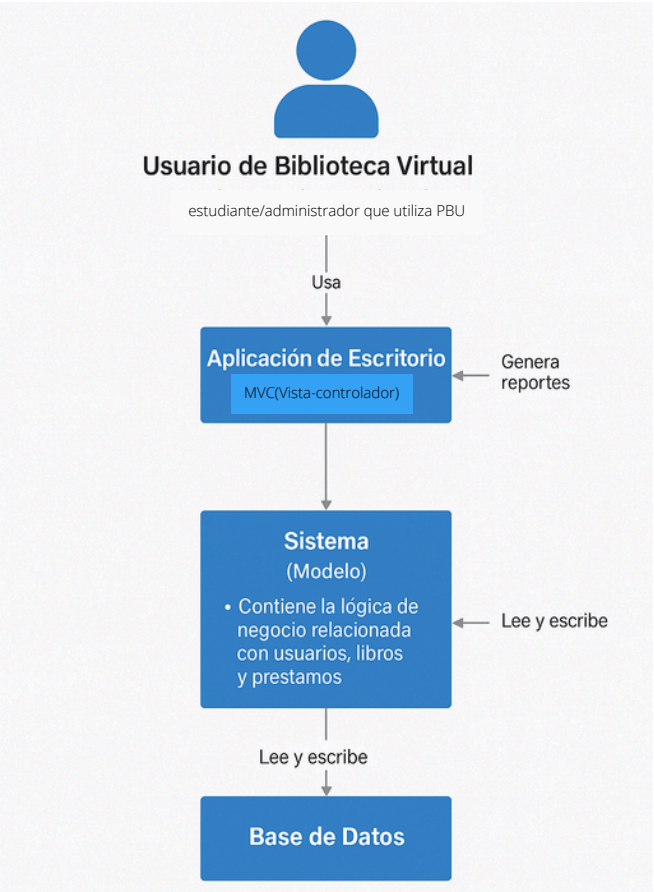 Usuario de Biblioteca Virtual
estudiante/administrador que utiliza PBU
Usa
Aplicación de Escritorio
MVC(Vista-controlador)
Genera
reportes
Sistema
(Modelo)
• Contiene la lógica de
negocio relacionada
con usuarios, libros
y prestamos
Lee y escribe
Lee y escribe
Base de Datos